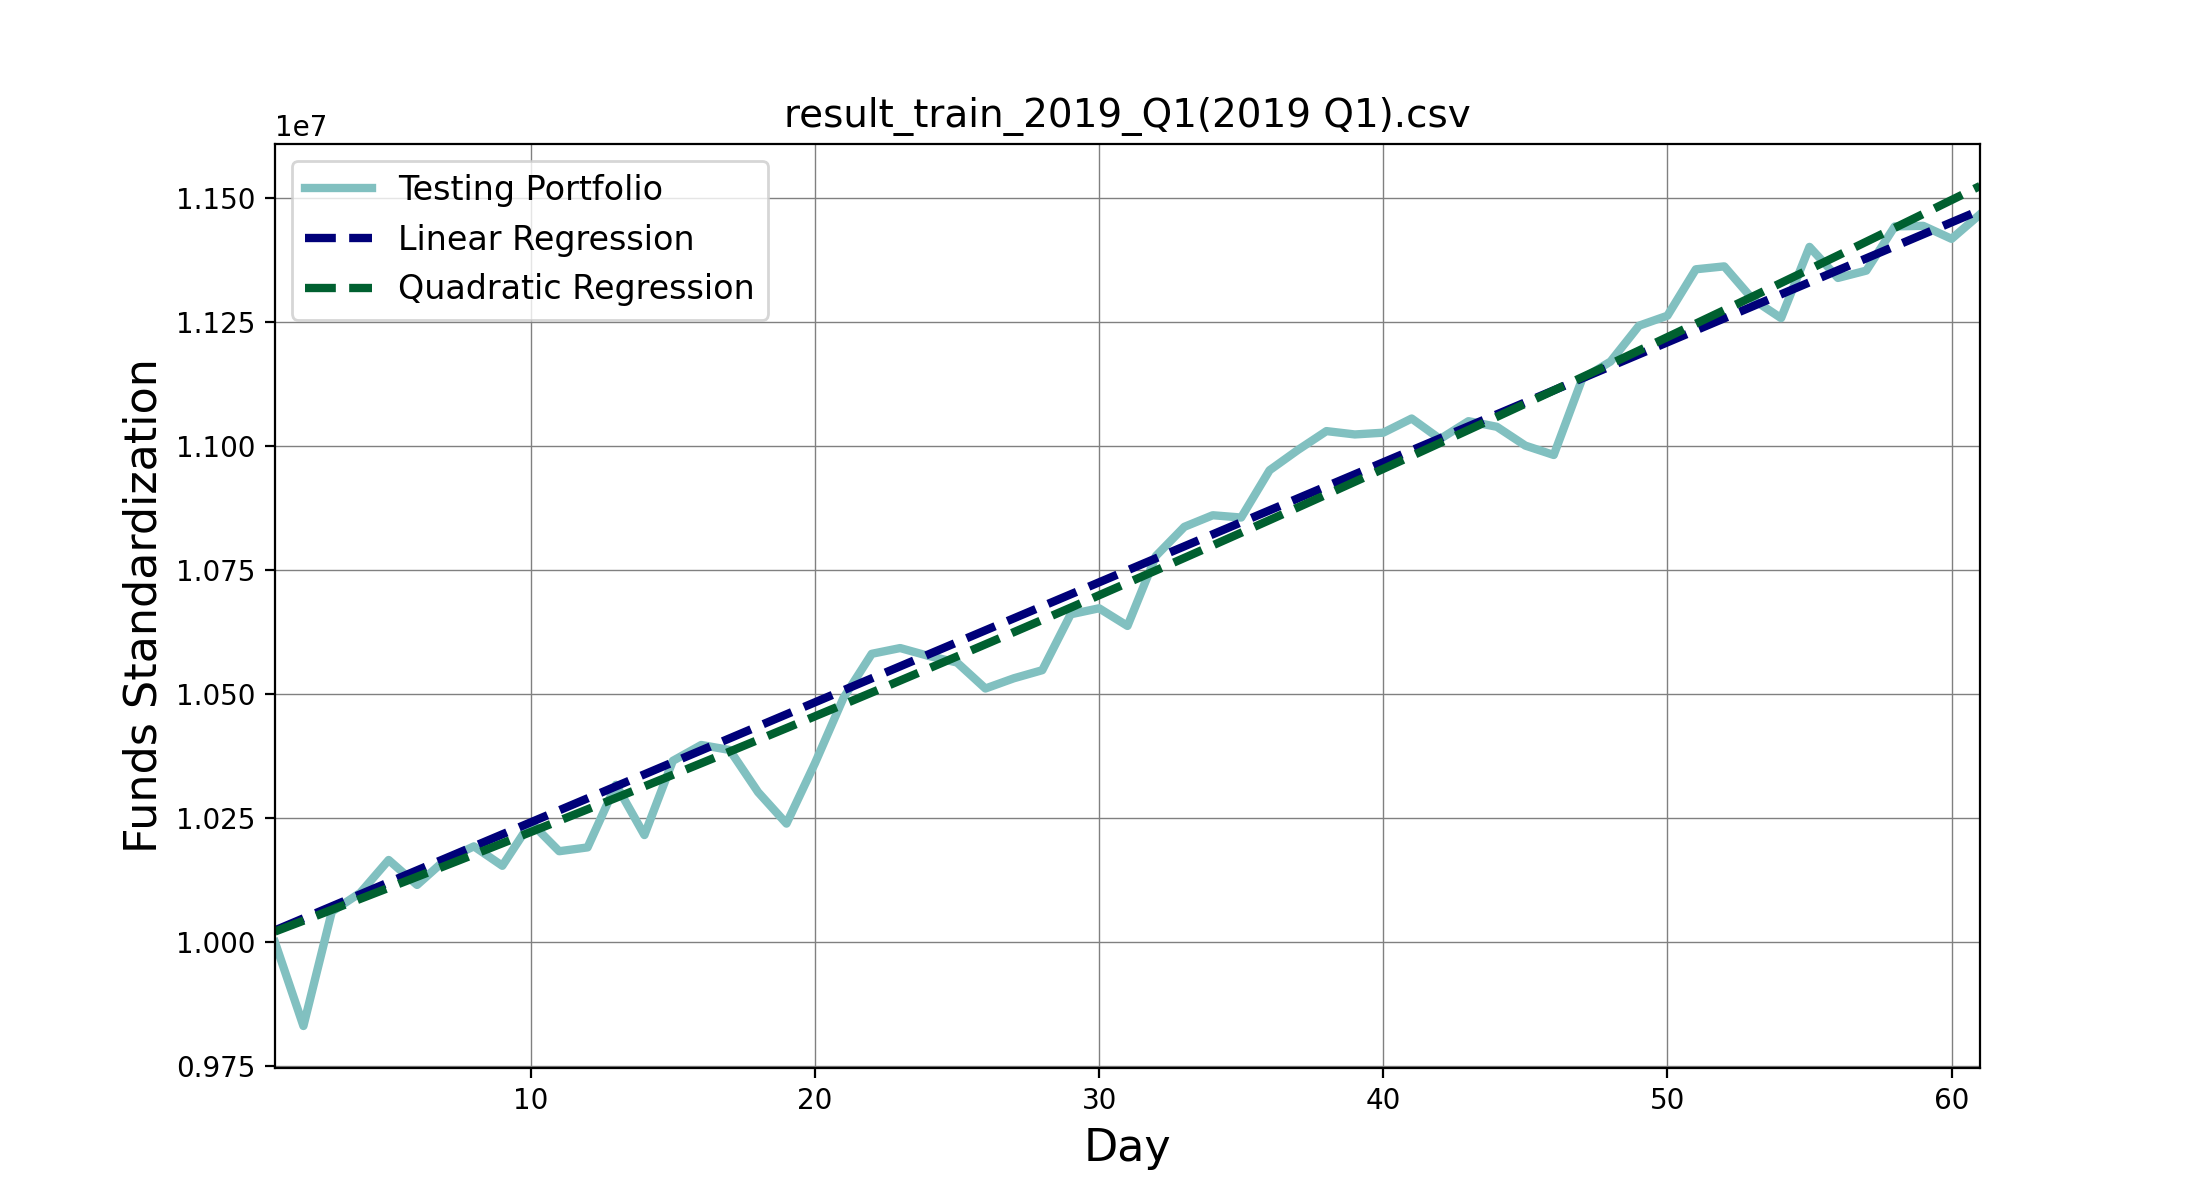 result_train_2019_Q1(2019 Q1).csv
1e7
Testing Portfolio
Linear Regression
Quadratic Regression
1.150
1.125
1.100
1.075
1.050
1.025
1.000
0.975
Funds Standardization
10 20 30 40 50 60
Day